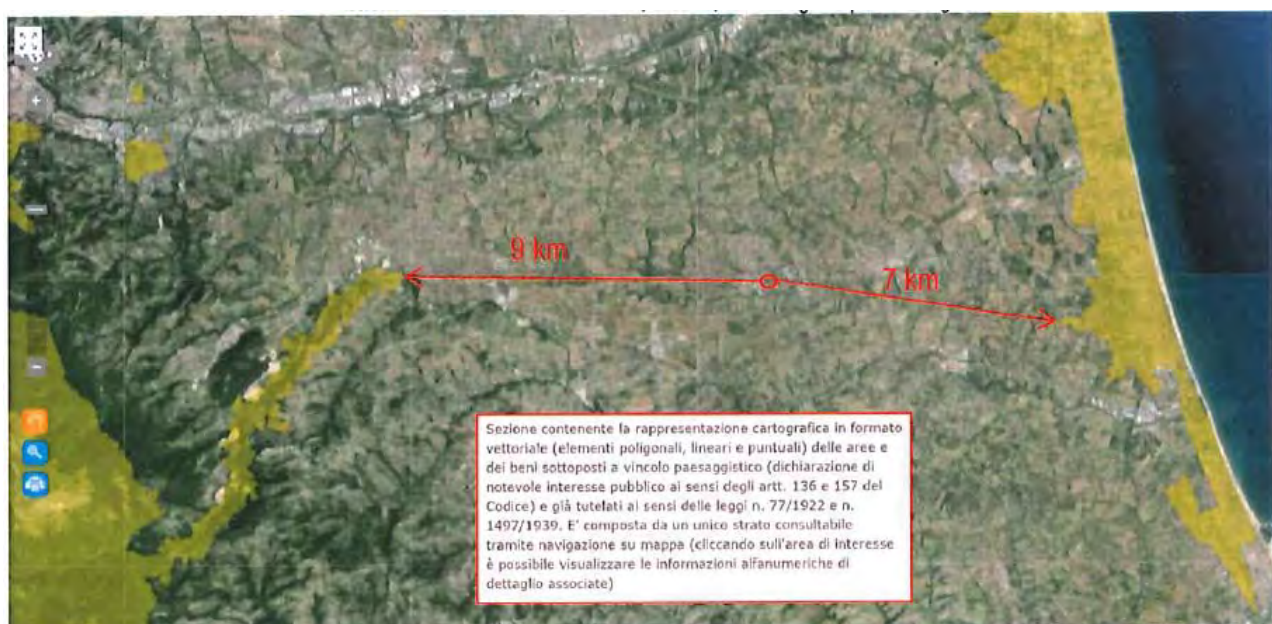 9 km
7 km
Sezione contenente la rappresentazione cartografica in formato
vettoriale (elementi poligonali, lineari e puntuali) delle aree e
dei beni sottoposti a vincolo paesaggistico (dichiarazione di
notevole interesse pubblico ai sensi degli artt. 136 e 157 del
Codice) e già tutelati ai sensi delle leggi n. 77/1922 e n.
1497/1939. E' composta da un unico strato consultabile
tramite navigazione su mappa (cliccando sull'area di interesse
è possibile visualizzare le informazioni alfanumeriche di
dettaglio associate)